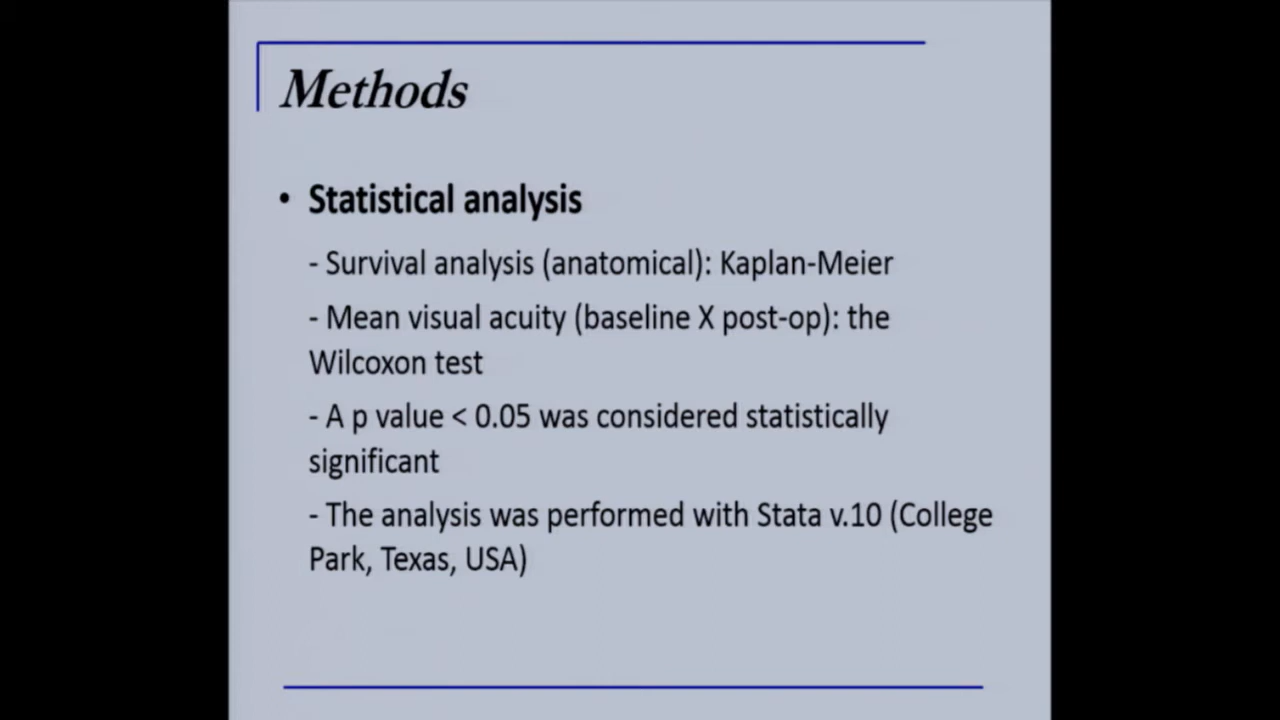 Methods
• Statistical analysis
- Survival analysis (anatomical): Kaplan-Meier
- Mean visual acuity (baseline X post-op): the
Wilcoxon test
- A p value < 0.05 was considered statistically
significant
- The analysis was performed with Stata v.10 (College
Park, Texas, USA)